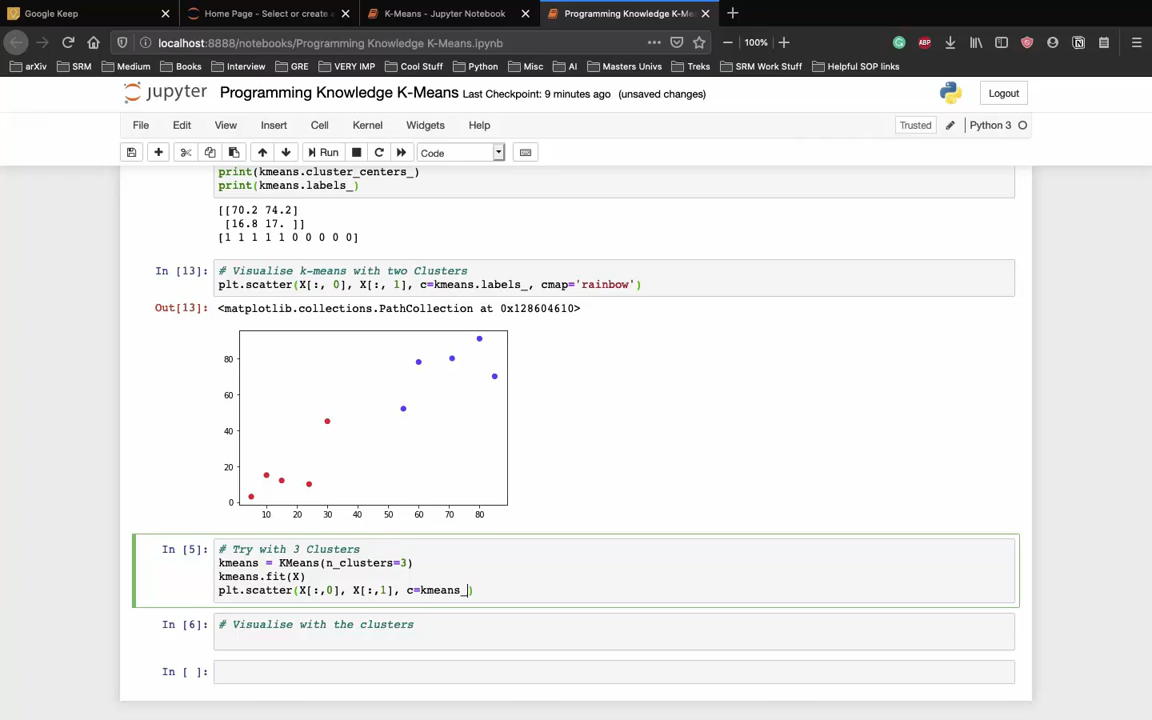 Google Keep
Home Page - Select or create a
K-Means - Jupyter Notebook
Programming Knowledge K-Me
localhost:8888/notebooks/Programming Knowledge K-Means.ipynb
100%
ABP
arXiv SRM Medium Books Interview GRE VERY IMP Cool Stuff Python Misc AI Masters Univs Treks SRM Work Stuff Helpful SOP links
jupyter Programming Knowledge K-Means Last Checkpoint: 9 minutes ago (unsaved changes) Logout
File Edit View Insert Cell Kernel Widgets Help Trusted Python 3
Run Code
print(kmeans.cluster_centers_)
print(kmeans.labels_)
[[70.2 74.2]
[16.8 17. ]]
[1 1 1 1 1 0 0 0 0 0]
In [13]: # Visualise k-means with two Clusters
plt.scatter(X[:, 0], X[:, 1], c=kmeans.labels_, cmap='rainbow')
Out[13]: <matplotlib.collections.PathCollection at 0x128604610>
80
60
40
20
0
10 20 30 40 50 60 70 80
In [5]: # Try with 3 Clusters
kmeans = KMeans(n_clusters=3)
kmeans.fit(X)
plt.scatter(X[:,0], X[:,1], c=kmeans_)
In [6]: # Visualise with the clusters
In [ ]: